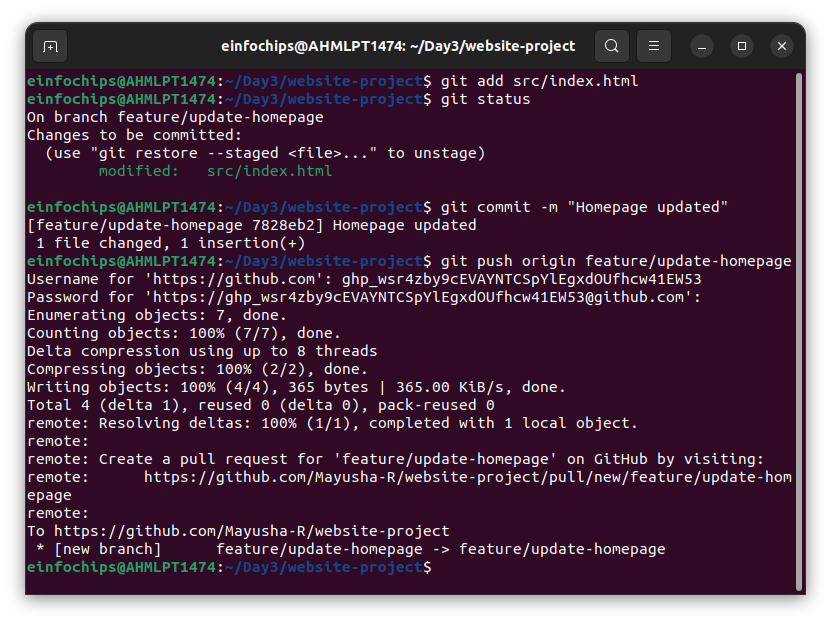 einfochips@AHMLPT1474: ~/Day3/website-project
einfochips@AHMLPT1474:~/Day3/website-project$ git add src/index.html
einfochips@AHMLPT1474:~/Day3/website-project$ git status
On branch feature/update-homepage
Changes to be committed:
  (use "git restore --staged <file>..." to unstage)
        modified:   src/index.html

einfochips@AHMLPT1474:~/Day3/website-project$ git commit -m "Homepage updated"
[feature/update-homepage 7828eb2] Homepage updated
 1 file changed, 1 insertion(+)
einfochips@AHMLPT1474:~/Day3/website-project$ git push origin feature/update-homepage
Username for 'https://github.com': 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
Password for 'https://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@github.com':
Enumerating objects: 7, done.
Counting objects: 100% (7/7), done.
Delta compression using up to 8 threads
Compressing objects: 100% (2/2), done.
Writing objects: 100% (4/4), 365 bytes | 365.00 KiB/s, done.
Total 4 (delta 1), reused 0 (delta 0), pack-reused 0
remote: Resolving deltas: 100% (1/1), completed with 1 local object.
remote:
remote: Create a pull request for 'feature/update-homepage' on GitHub by visiting:
remote:      https://github.com/Mayusha-R/website-project/pull/new/feature/update-hom
epage
remote:
To https://github.com/Mayusha-R/website-project
 * [new branch]      feature/update-homepage -> feature/update-homepage
einfochips@AHMLPT1474:~/Day3/website-project$